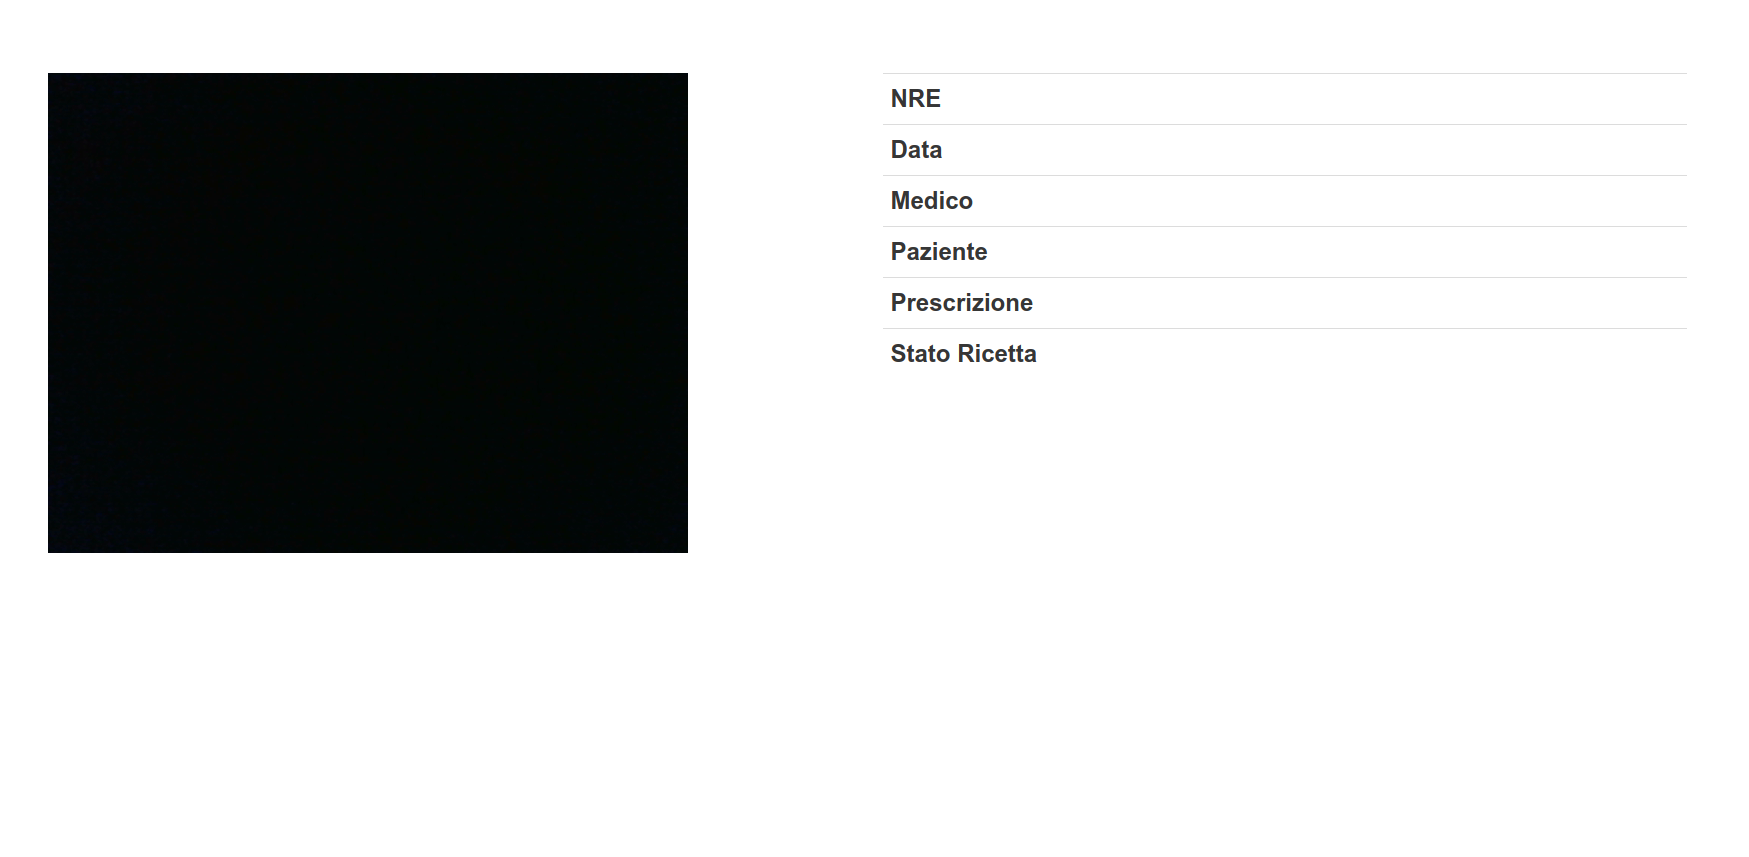 NRE
Data
Medico
Paziente
Prescrizione
Stato Ricetta